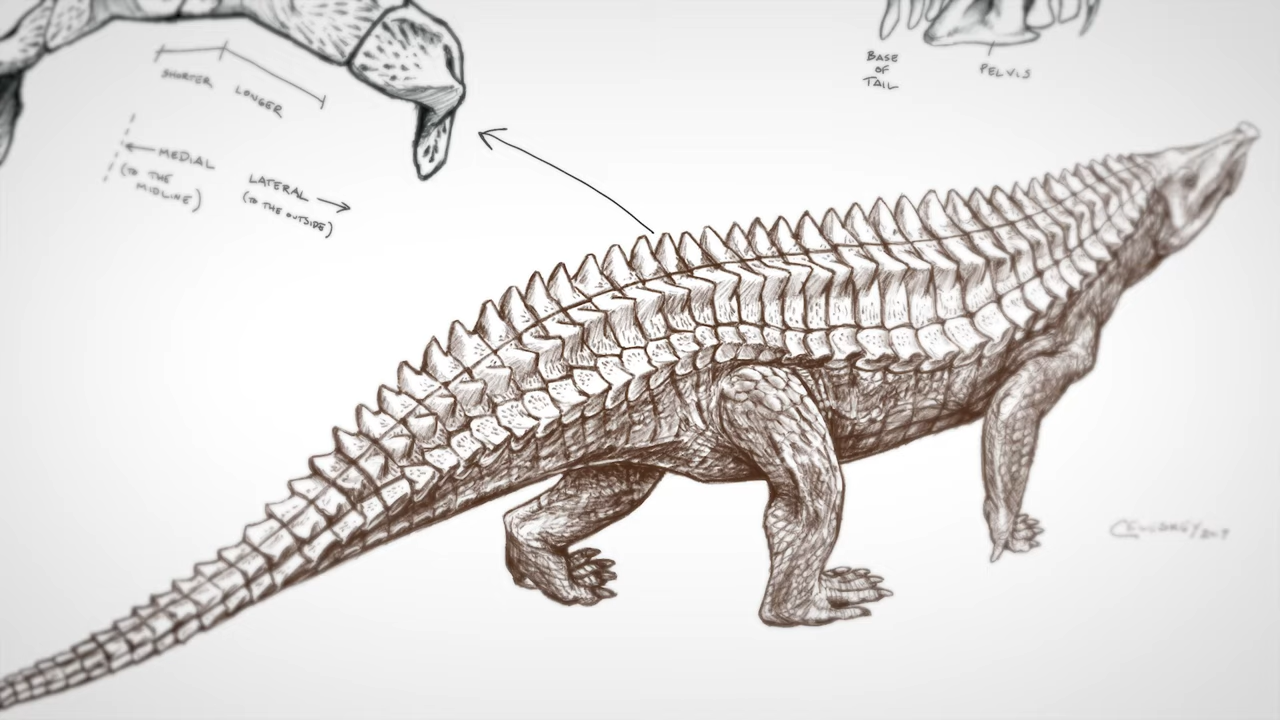 SHORTER
LONGER
MEDIAL
(TO THE
MIDLINE)
LATERAL
(TO THE OUTSIDE)
BASE
OF
TAIL
PELVIS